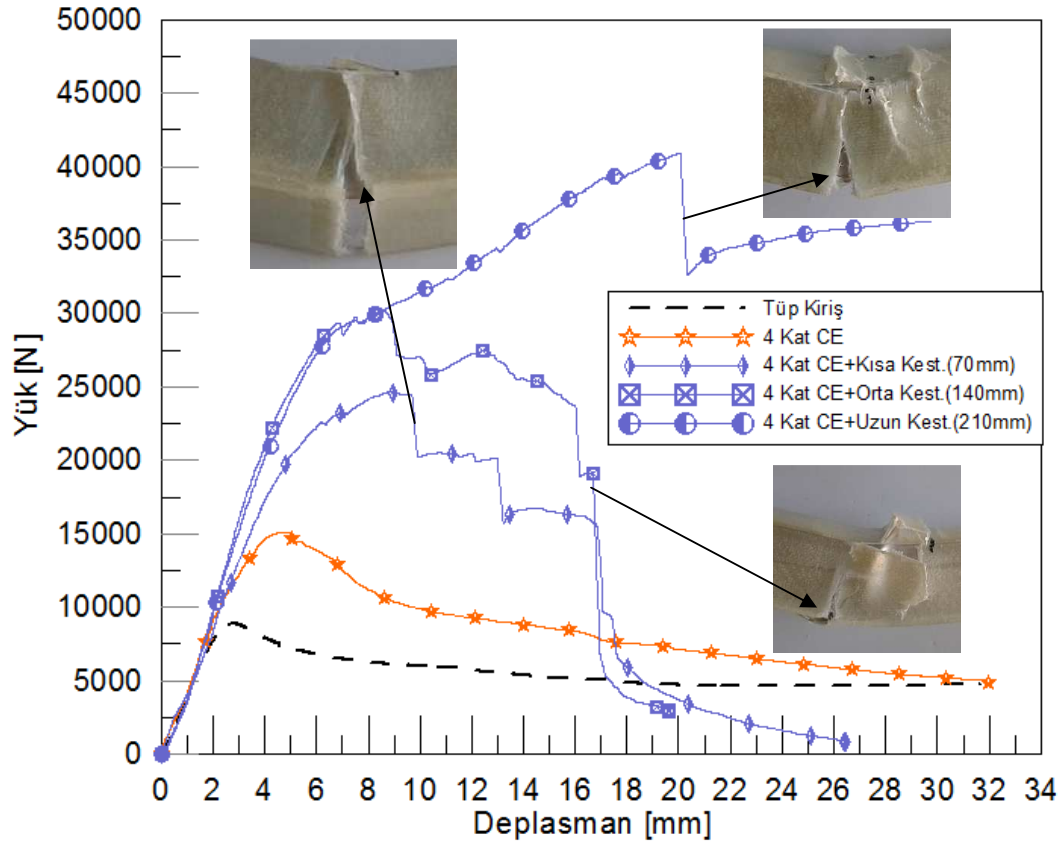 50000
45000
40000
35000
30000
25000
20000
15000
10000
5000
0
Yük [N]
Tüp Kiriş
4 Kat CE
4 Kat CE+Kısa Kest.(70mm)
4 Kat CE+Orta Kest.(140mm)
4 Kat CE+Uzun Kest.(210mm)
0 2 4 6 8 10 12 14 16 18 20 22 24 26 28 30 32 34
Deplasman [mm]